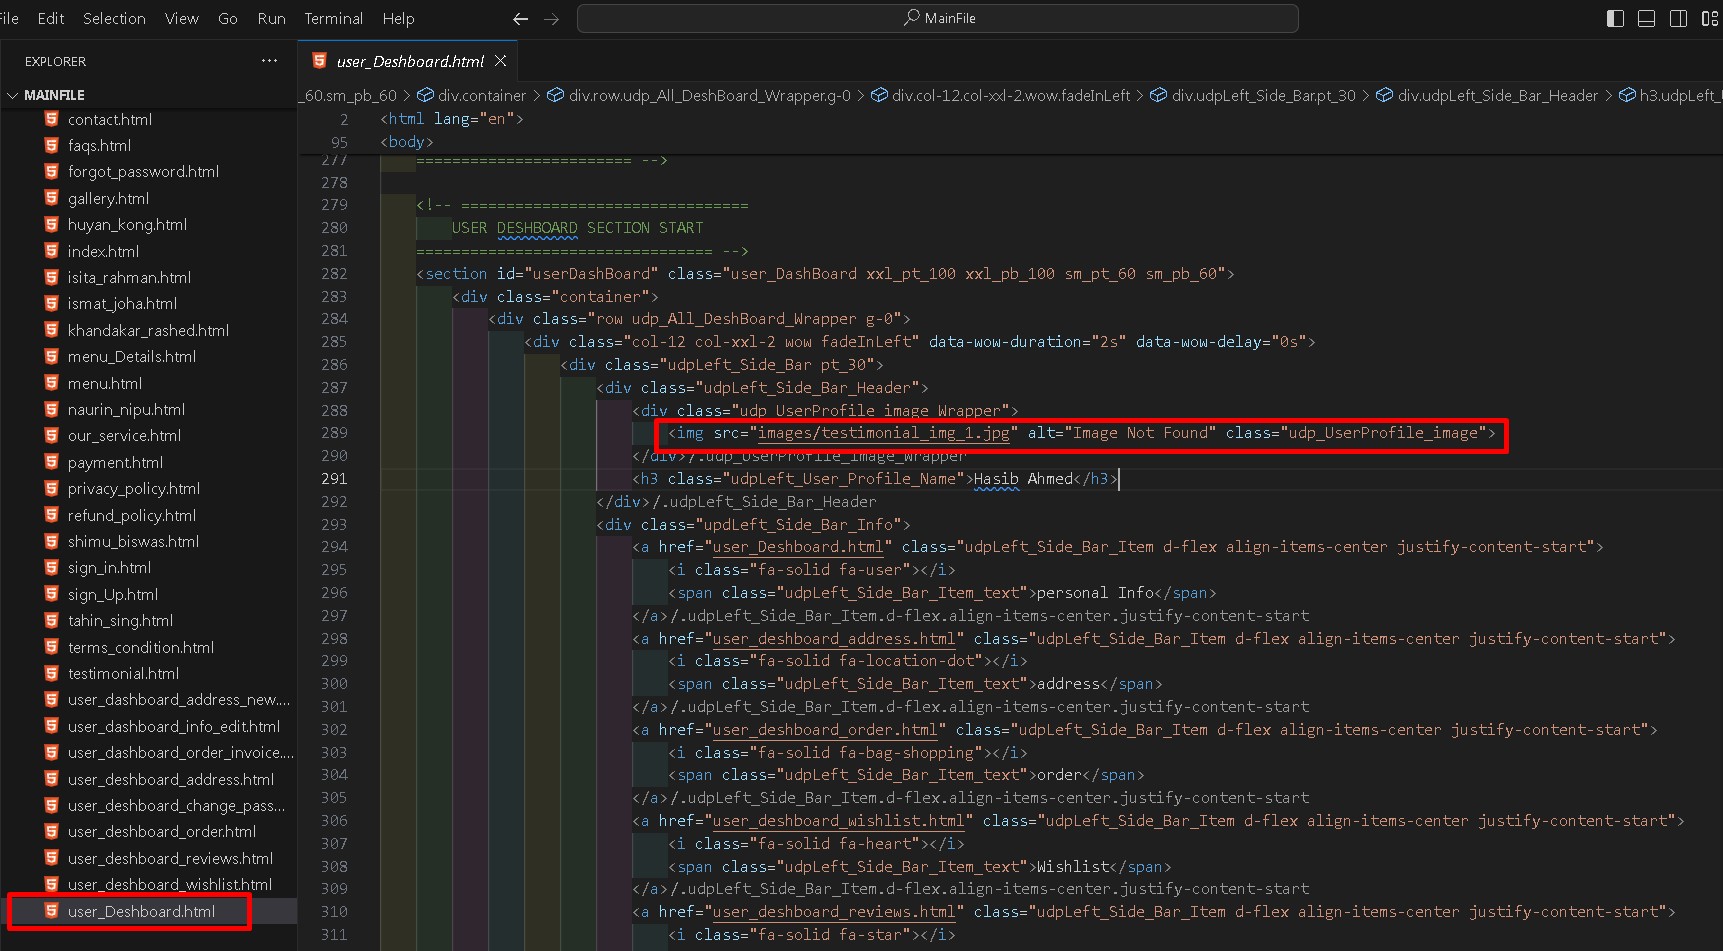 File Edit Selection View Go Run Terminal Help
MainFile
EXPLORER
MAINFILE
contact.html
faqs.html
forgot_password.html
gallery.html
huyan_kong.html
index.html
isita_rahman.html
ismat_joha.html
khandakar_rashed.html
menu_Details.html
menu.html
naurin_nipu.html
our_service.html
payment.html
privacy_policy.html
refund_policy.html
shimu_biswas.html
sign_in.html
sign_Up.html
tahin_sing.html
terms_condition.html
testimonial.html
user_dashboard_address_new....
user_dashboard_info_edit.html
user_dashboard_order_invoice....
user_deshboard_address.html
user_deshboard_change_pass...
user_deshboard_order.html
user_deshboard_reviews.html
user_deshboard_wishlist.html
user_Deshboard.html
user_Deshboard.html
_60.sm_pb_60 > div.container > div.row.udp_All_DeshBoard_Wrapper.g-0 > div.col-12.col-xxl-2.wow.fadeInLeft > div.udpLeft_Side_Bar.pt_30 > div.udpLeft_Side_Bar_Header > h3.udpLeft_
2 <html lang="en">
95 <body>
277 ======================== -->
278
279 <!-- ================================
280 USER DESHBOARD SECTION START
281 ================================= -->
282 <section id="userDashBoard" class="user_DashBoard xxl_pt_100 xxl_pb_100 sm_pt_60 sm_pb_60">
283 <div class="container">
284 <div class="row udp_All_DeshBoard_Wrapper g-0">
285 <div class="col-12 col-xxl-2 wow fadeInLeft" data-wow-duration="2s" data-wow-delay="0s">
286 <div class="udpLeft_Side_Bar pt_30">
287 <div class="udpLeft_Side_Bar_Header">
288 <div class="udp_UserProfile_image_Wrapper">
289 <img src="images/testimonial_img_1.jpg" alt="Image Not Found" class="udp_UserProfile_image">
290 </div>/.udp_UserProfile_image_Wrapper
291 <h3 class="udpLeft_User_Profile_Name">Hasib Ahmed</h3>
292 </div>/.udpLeft_Side_Bar_Header
293 <div class="updLeft_Side_Bar_Info">
294 <a href="user_Deshboard.html" class="udpLeft_Side_Bar_Item d-flex align-items-center justify-content-start">
295 <i class="fa-solid fa-user"></i>
296 <span class="udpLeft_Side_Bar_Item_text">personal Info</span>
297 </a>/.udpLeft_Side_Bar_Item.d-flex.align-items-center.justify-content-start
298 <a href="user_deshboard_address.html" class="udpLeft_Side_Bar_Item d-flex align-items-center justify-content-start">
299 <i class="fa-solid fa-location-dot"></i>
300 <span class="udpLeft_Side_Bar_Item_text">address</span>
301 </a>/.udpLeft_Side_Bar_Item.d-flex.align-items-center.justify-content-start
302 <a href="user_deshboard_order.html" class="udpLeft_Side_Bar_Item d-flex align-items-center justify-content-start">
303 <i class="fa-solid fa-bag-shopping"></i>
304 <span class="udpLeft_Side_Bar_Item_text">order</span>
305 </a>/.udpLeft_Side_Bar_Item.d-flex.align-items-center.justify-content-start
306 <a href="user_deshboard_wishlist.html" class="udpLeft_Side_Bar_Item d-flex align-items-center justify-content-start">
307 <i class="fa-solid fa-heart"></i>
308 <span class="udpLeft_Side_Bar_Item_text">Wishlist</span>
309 </a>/.udpLeft_Side_Bar_Item.d-flex.align-items-center.justify-content-start
310 <a href="user_deshboard_reviews.html" class="udpLeft_Side_Bar_Item d-flex align-items-center justify-content-start">
311 <i class="fa-solid fa-star"></i>